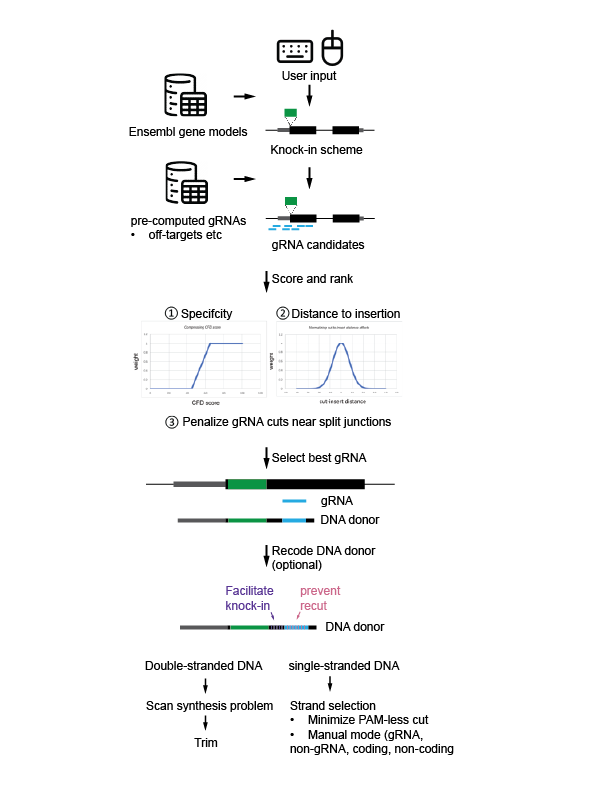 User input
Ensembl gene models
Knock-in scheme
pre-computed gRNAs
• off-targets etc
gRNA candidates
Score and rank
① Specifcity
② Distance to insertion
Compressing CFD score
weight
CFD score
weight
cut-insert distance
③ Penalize gRNA cuts near split junctions
Select best gRNA
gRNA
DNA donor
Recode DNA donor
(optional)
Facilitate
knock-in
prevent
recut
DNA donor
Double-stranded DNA
single-stranded DNA
Scan synthesis problem
Strand selection
• Minimize PAM-less cut
• Manual mode (gRNA,
non-gRNA, coding, non-coding
Trim